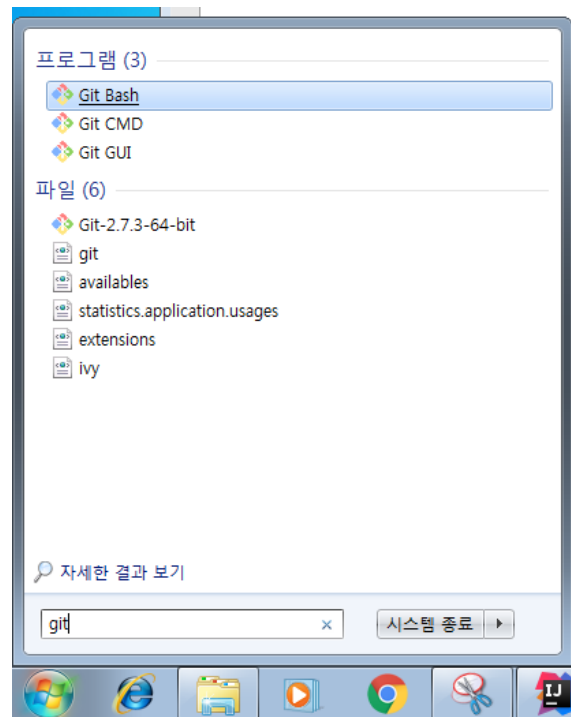 프로그램 (3)
Git Bash
Git CMD
Git GUI
파일 (6)
Git-2.7.3-64-bit
git
availables
statistics.application.usages
extensions
ivy
자세한 결과 보기
git
시스템 종료
IJ